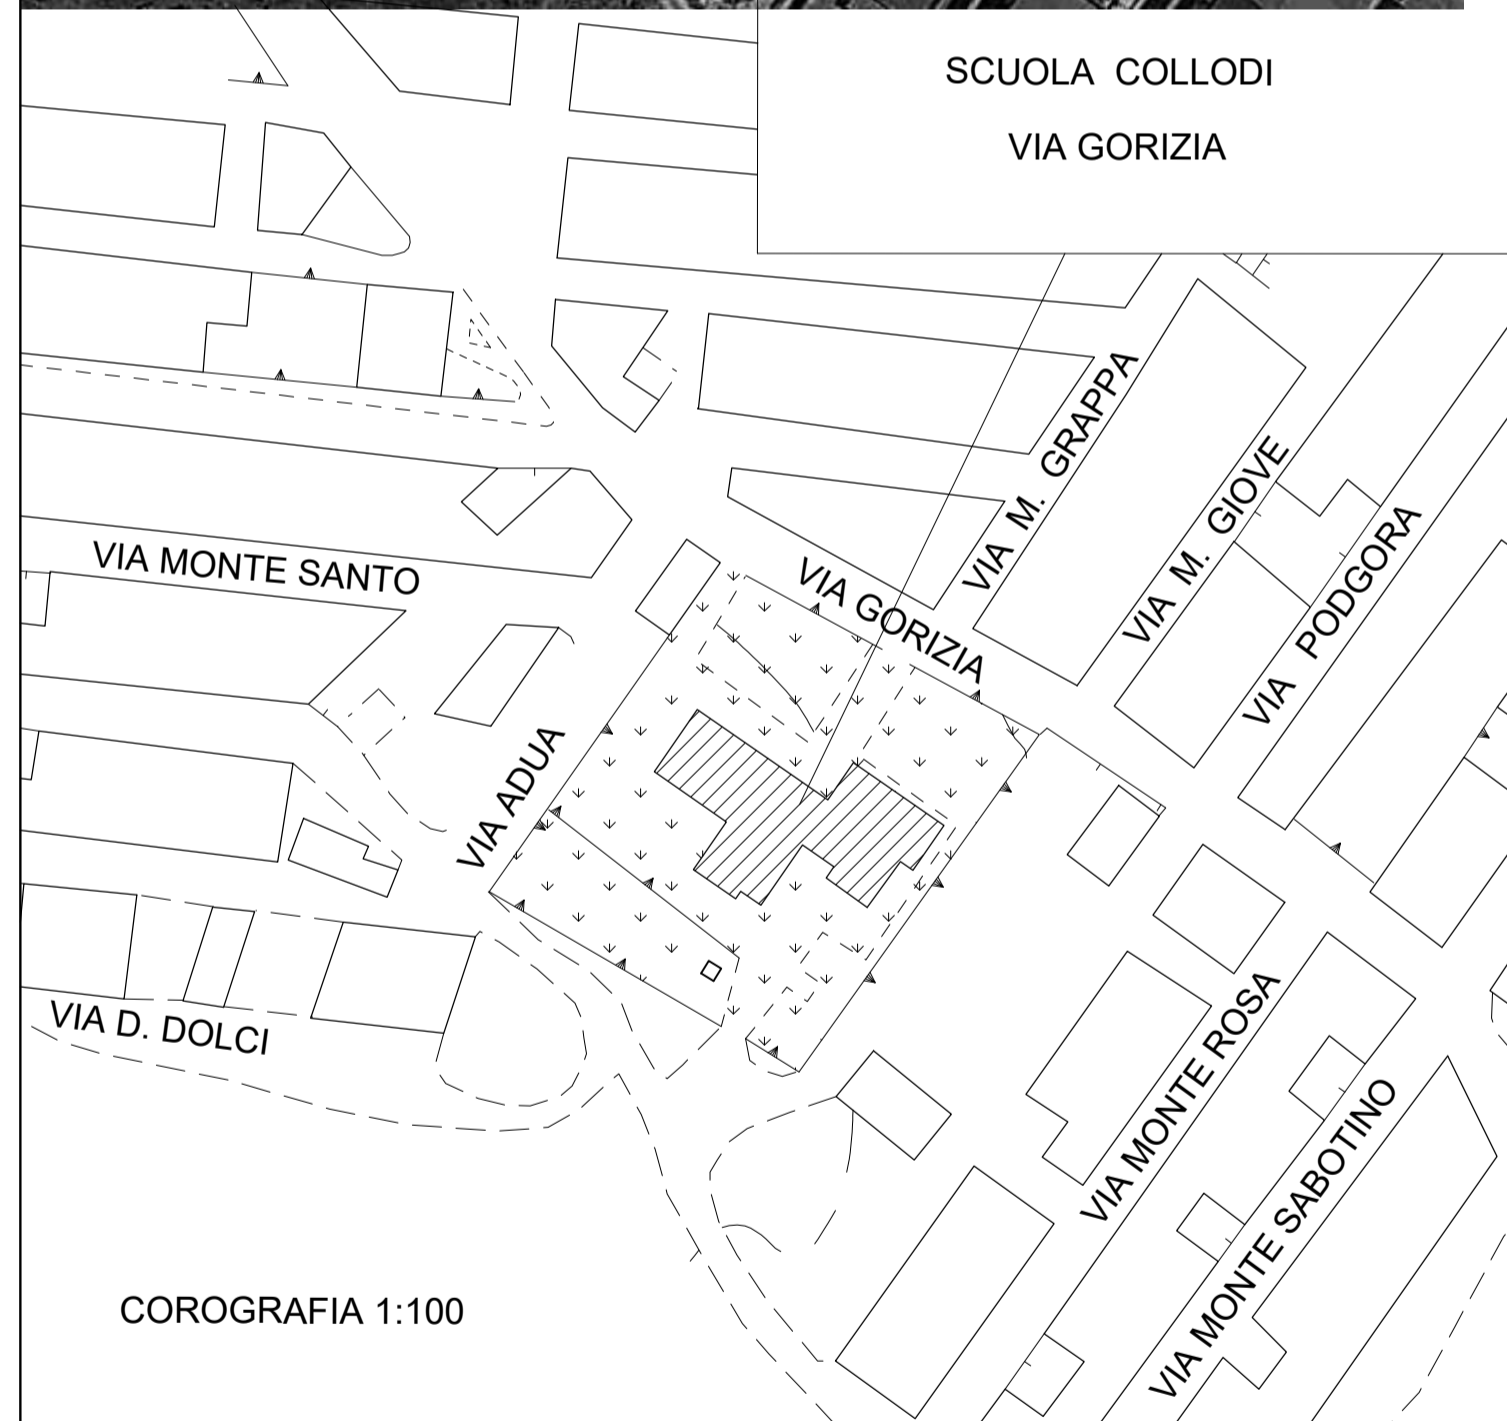 SCUOLA COLLODI
VIA GORIZIA
VIA M. GRAPPA
VIA M. GIOVE
VIA PODGORA
VIA MONTE SANTO
VIA GORIZIA
VIA ADUA
VIA D. DOLCI
VIA MONTE ROSA
VIA MONTE SABOTINO
COROGRAFIA 1:100